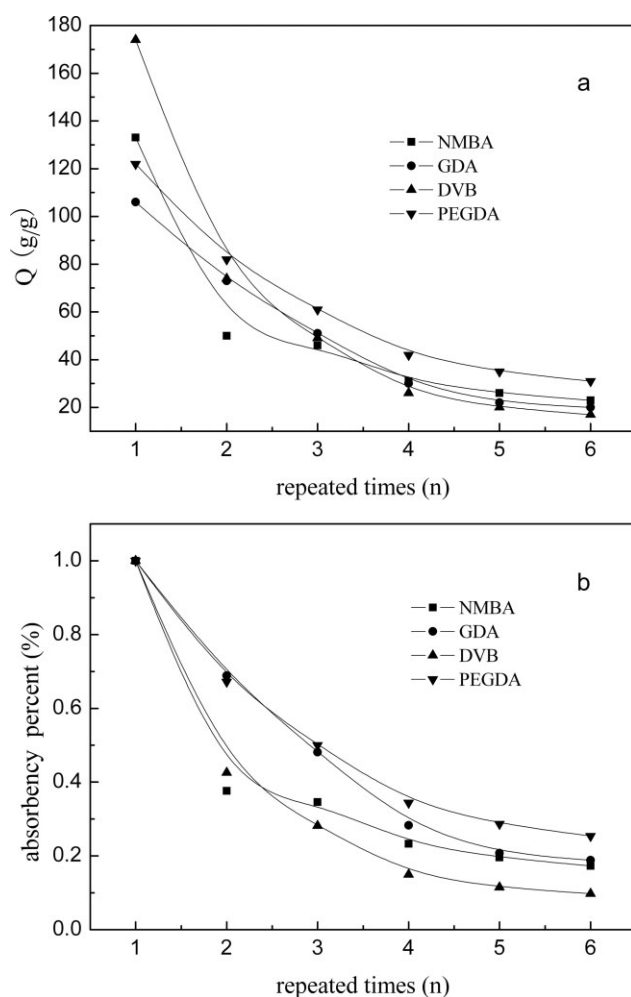 180
160
140
120
100
80
60
40
20
Q (g/g)
a
NMBA
GDA
DVB
PEGDA
1 2 3 4 5 6
repeated times (n)
1.0
0.8
0.6
0.4
0.2
0.0
absorbency percent (%)
b
NMBA
GDA
DVB
PEGDA
1 2 3 4 5 6
repeated times (n)